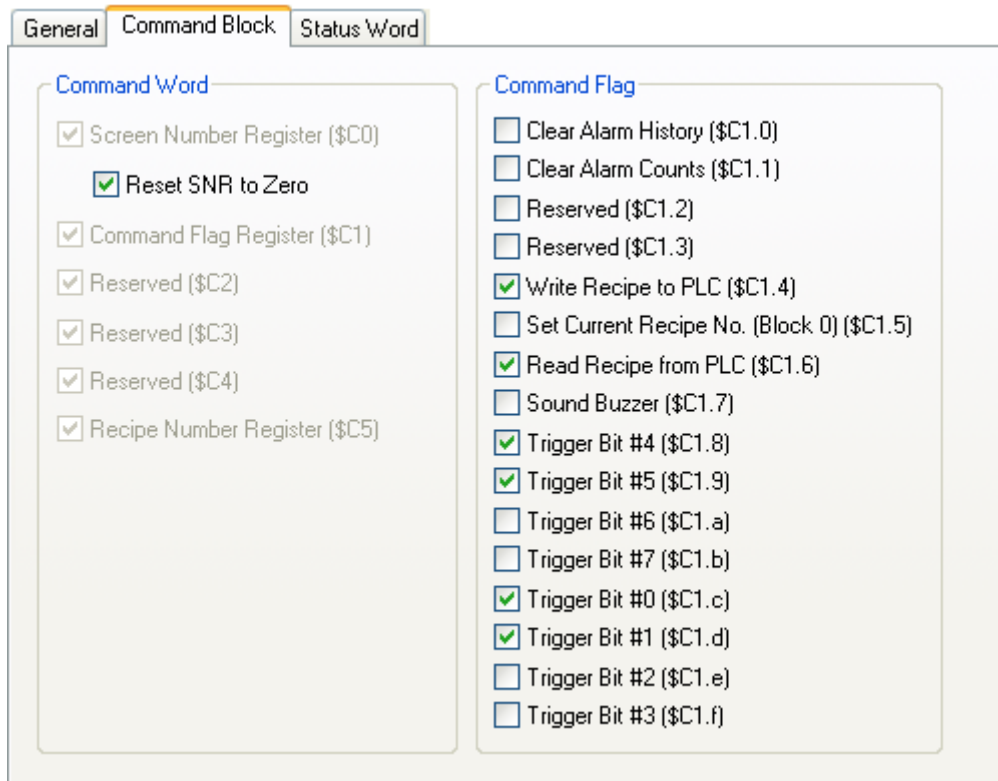 General Command Block Status Word
Command Word
Screen Number Register ($C0)
Reset SNR to Zero
Command Flag Register ($C1)
Reserved ($C2)
Reserved ($C3)
Reserved ($C4)
Recipe Number Register ($C5)
Command Flag
Clear Alarm History ($C1.0)
Clear Alarm Counts ($C1.1)
Reserved ($C1.2)
Reserved ($C1.3)
Write Recipe to PLC ($C1.4)
Set Current Recipe No. (Block 0) ($C1.5)
Read Recipe from PLC ($C1.6)
Sound Buzzer ($C1.7)
Trigger Bit #4 ($C1.8)
Trigger Bit #5 ($C1.9)
Trigger Bit #6 ($C1.a)
Trigger Bit #7 ($C1.b)
Trigger Bit #0 ($C1.c)
Trigger Bit #1 ($C1.d)
Trigger Bit #2 ($C1.e)
Trigger Bit #3 ($C1.f)